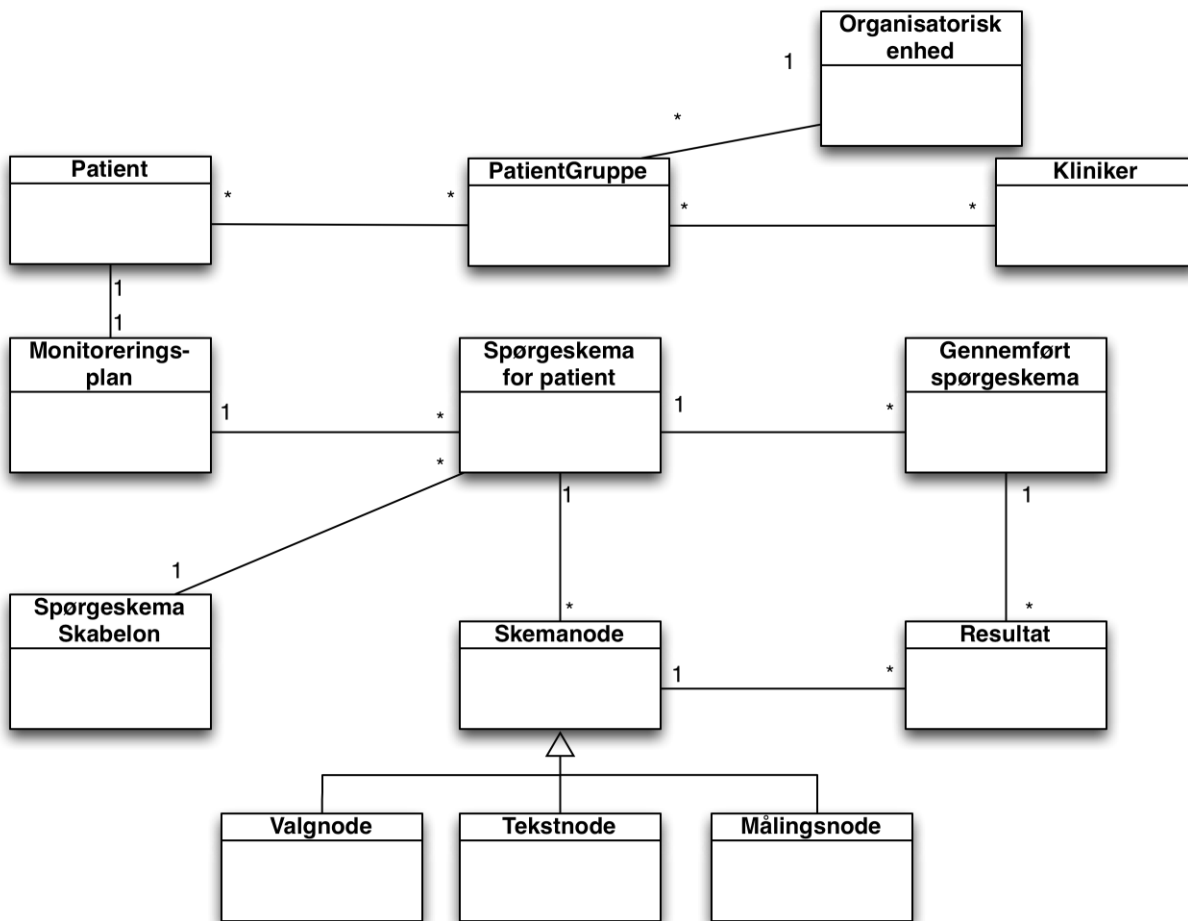 Organisatorisk
enhed
1
*
Patient
PatientGruppe
Kliniker
*
*
*
*
1
1
Monitorerings-
plan
Spørgeskema
for patient
Gennemført
spørgeskema
1
*
1
*
*
1
1
1
Spørgeskema
Skabelon
*
*
Skemanode
Resultat
1
*
Valgnode
Tekstnode
Målingsnode